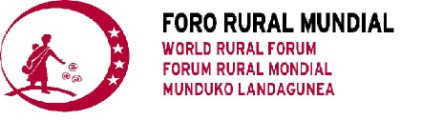 FORO RURAL MUNDIAL
WORLD RURAL FORUM
FORUM RURAL MONDIAL
MUNDUKO LANDAGUNEA